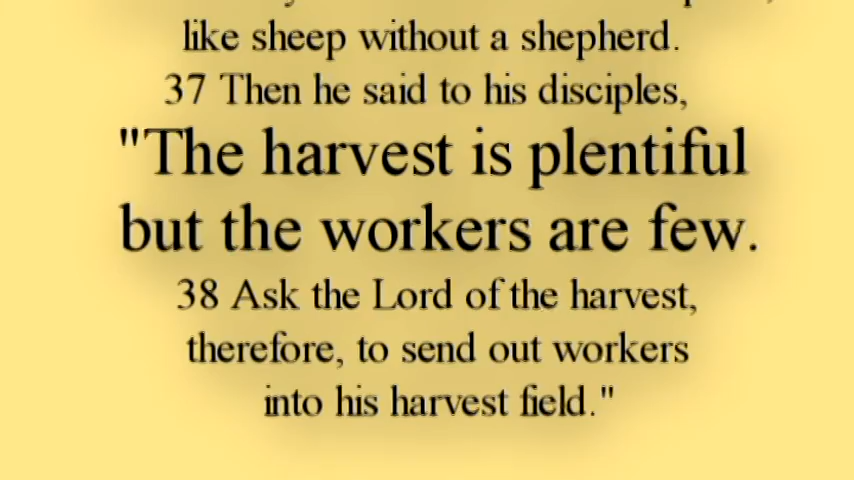 like sheep without a shepherd.
37 Then he said to his disciples,
"The harvest is plentiful
but the workers are few.
38 Ask the Lord of the harvest,
therefore, to send out workers
into his harvest field."